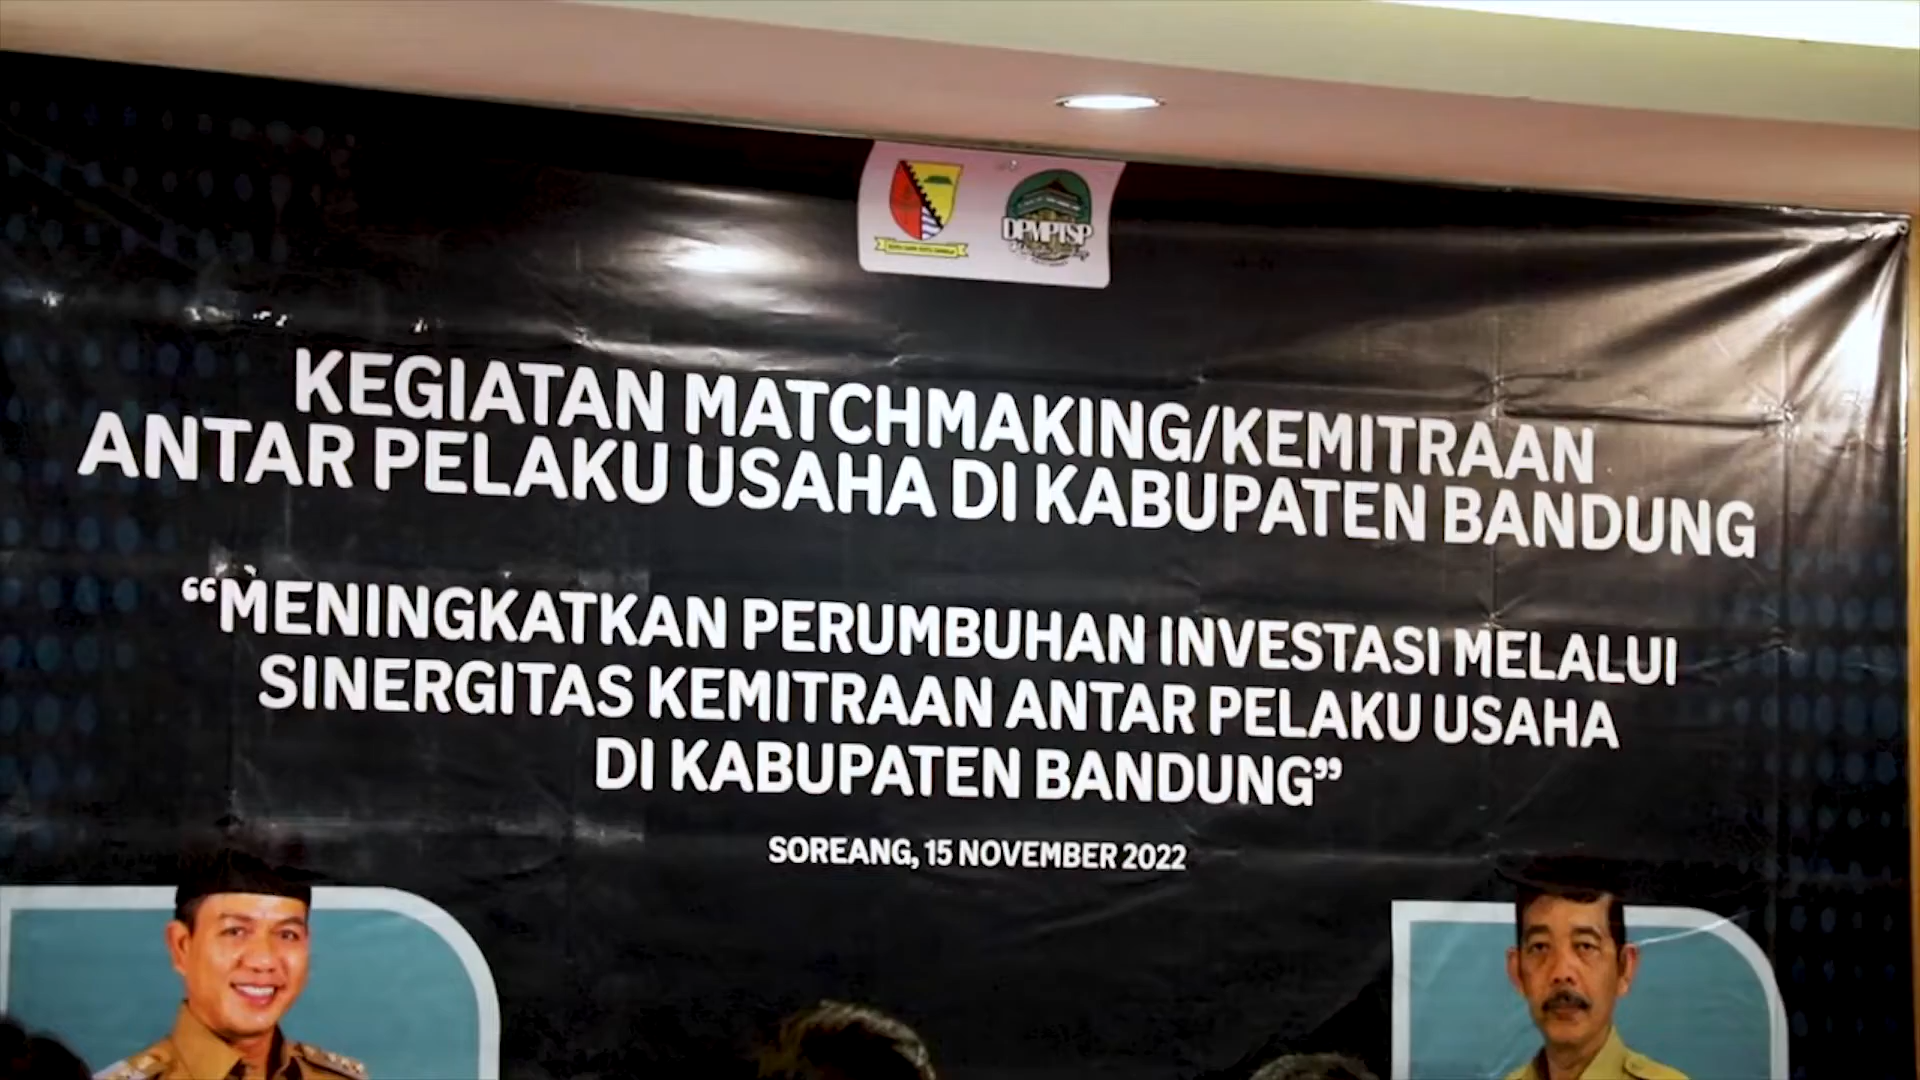 DPMPTSP
KEGIATAN MATCHMAKING/KEMITRAAN
ANTAR PELAKU USAHA DI KABUPATEN BANDUNG
“MENINGKATKAN PERUMBUHAN INVESTASI MELALUI
SINERGITAS KEMITRAAN ANTAR PELAKU USAHA
DI KABUPATEN BANDUNG”
SOREANG, 15 NOVEMBER 2022